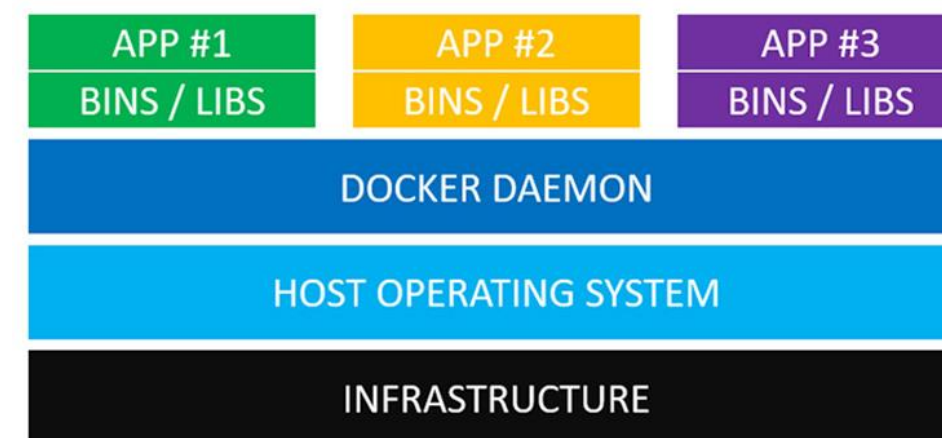 APP #1
BINS / LIBS
APP #2
BINS / LIBS
APP #3
BINS / LIBS
DOCKER DAEMON
HOST OPERATING SYSTEM
INFRASTRUCTURE